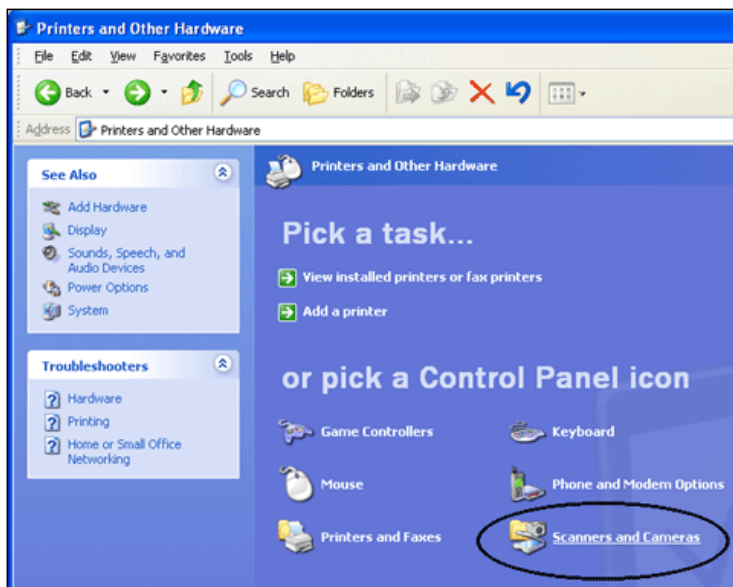 Printers and Other Hardware
File Edit View Favorites Tools Help
Back Search Folders
Address Printers and Other Hardware
See Also
Add Hardware
Display
Sounds, Speech, and
Audio Devices
Power Options
System
Troubleshooters
Hardware
Printing
Home or Small Office
Networking
Printers and Other Hardware
Pick a task...
View installed printers or fax printers
Add a printer
or pick a Control Panel icon
Game Controllers
Keyboard
Mouse
Phone and Modem Options
Printers and Faxes
Scanners and Cameras